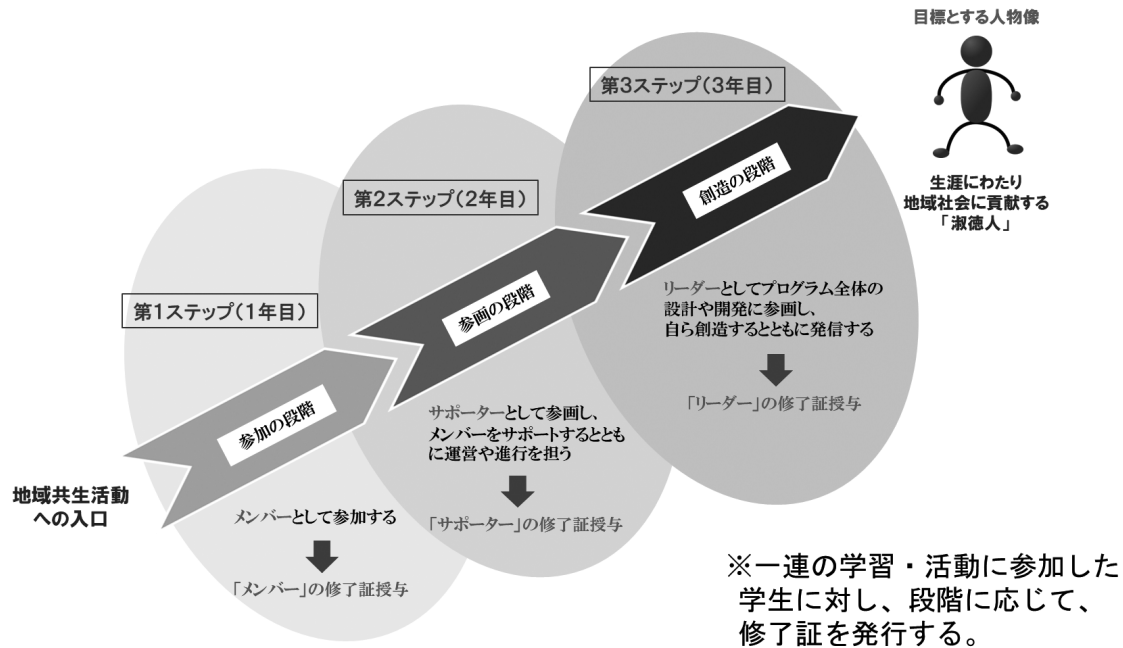 目標とする人物像
生涯にわたり
地域社会に貢献する
「淑徳人」
第3ステップ(3年目)
創造の段階
リーダーとしてプログラム全体の
設計や開発に参画し、
自ら創造するとともに発信する
「リーダー」の修了証授与
第2ステップ(2年目)
参画の段階
サポーターとして参画し、
メンバーをサポートするととも
に運営や進行を担う
「サポーター」の修了証授与
第1ステップ(1年目)
参加の段階
地域共生活動
への入口
メンバーとして参加する
「メンバー」の修了証授与
※一連の学習・活動に参加した
学生に対し、段階に応じて、
修了証を発行する。